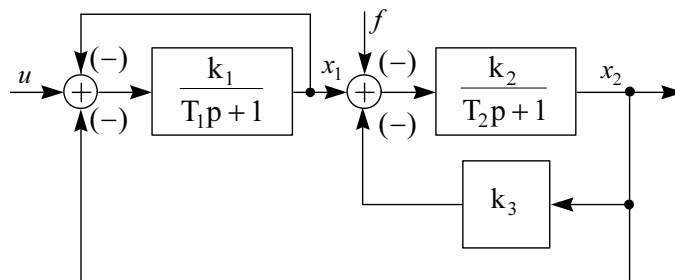 f
(−)
(−)
k₁
T₁p + 1
x₁
k₂
T₂p + 1
x₂
u
+
+
(−)
(−)
k₃